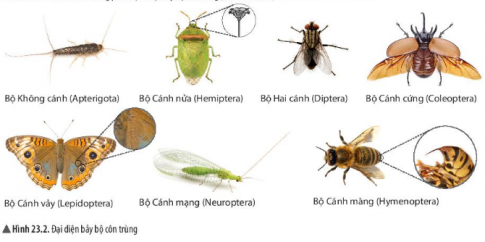 Bộ Không cánh (Apterigota) Bộ Cánh nửa (Hemiptera) Bộ Hai cánh (Diptera) Bộ Cánh cứng (Coleoptera)
Bộ Cánh vảy (Lepidoptera) Bộ Cánh mạng (Neuroptera) Bộ Cánh màng (Hymenoptera)
▲ Hình 23.2. Đại diện bảy bộ côn trùng